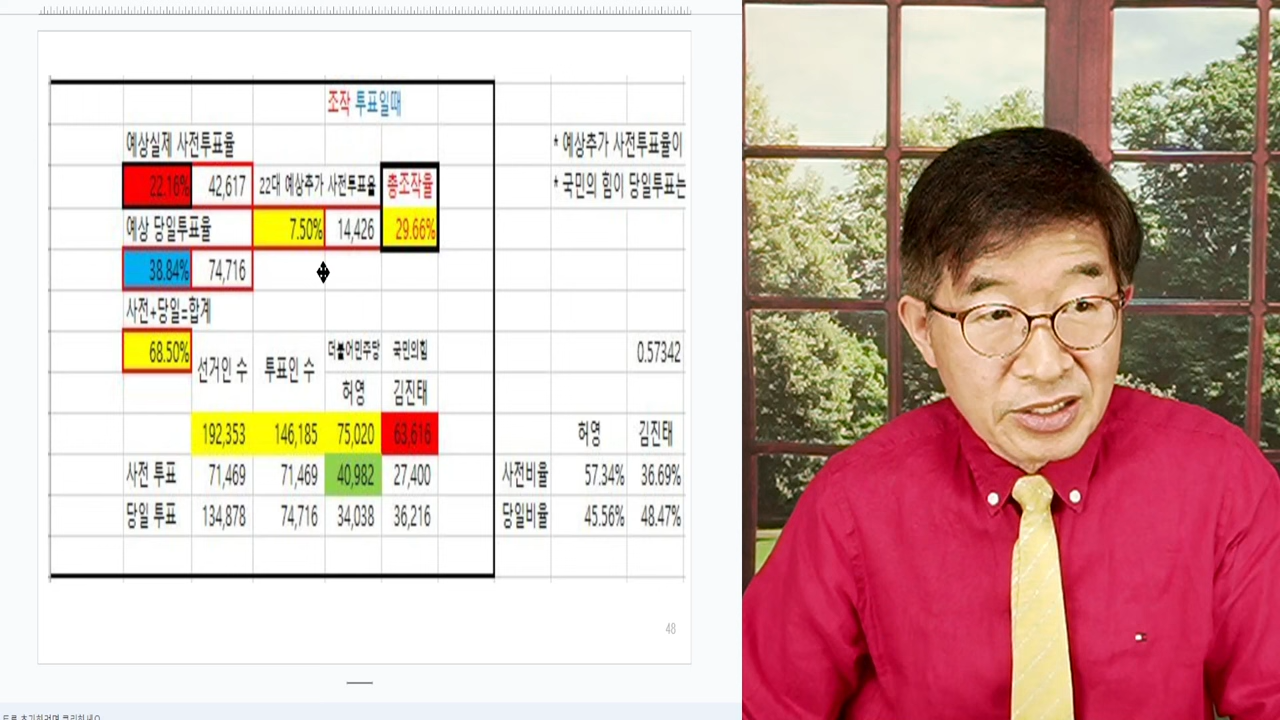 조작 투표일때
예상실제 사전투표율
* 예상추가 사전투표율이
22.16% 42,617 22대 예상추가 사전투표율 총조작율
* 국민의 힘이 당일투표는
예상 당일투표율 7.50% 14,426 29.66%
38.84% 74,716
사전+당일=합계
68.50% 선거인 수 투표인 수 더불어민주당 국민의힘 0.57342
허영 김진태
192,353 146,185 75,020 63,616 허영 김진태
사전 투표 71,469 71,469 40,982 27,400 사전비율 57.34% 36.69%
당일 투표 134,878 74,716 34,038 36,216 당일비율 45.56% 48.47%
48